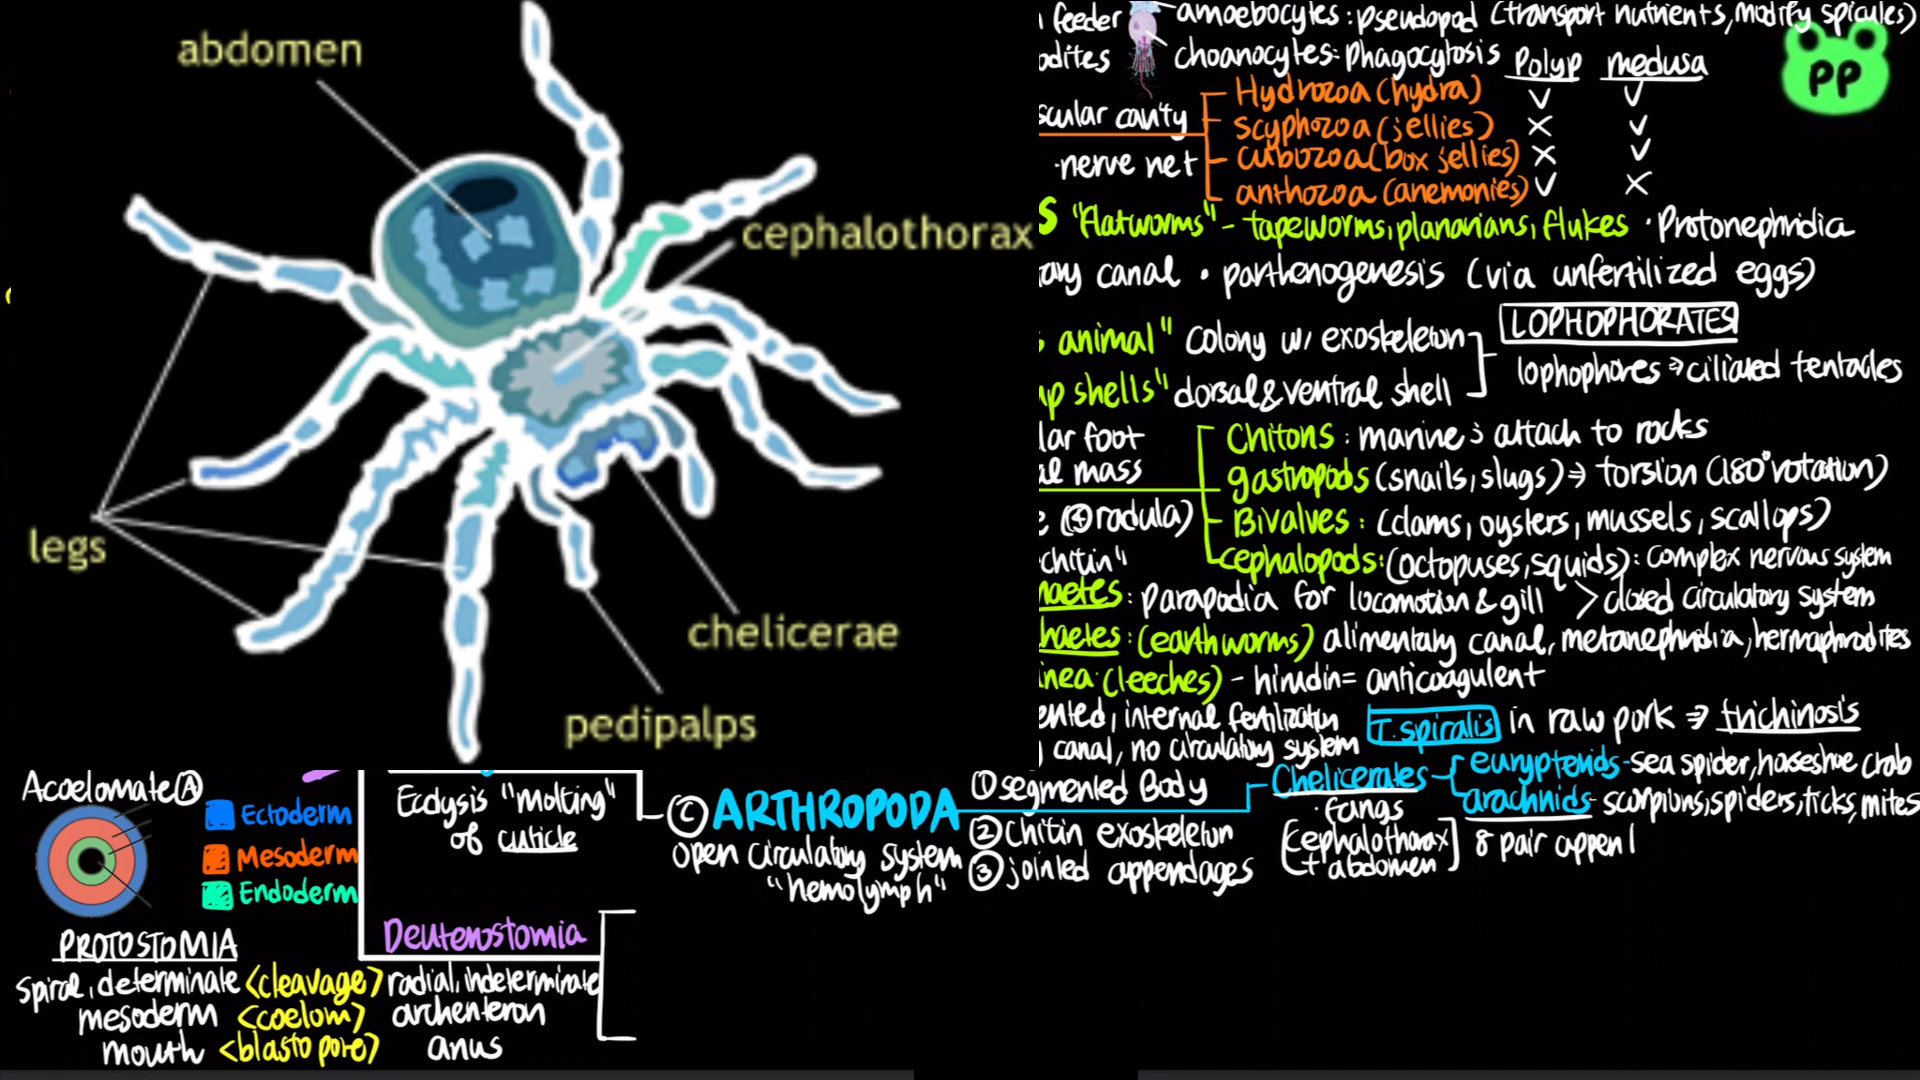 abdomen
cephalothorax
legs
chelicerae
pedipalps
feeder
amoebocytes: pseudopod (transport nutrients, modify spicules)
odites
choanocytes: phagocytosis
Polyp medusa
PP
Hydrozoa (hydra) ✓ ✓
scular cavity
scyphozoa (jellies) X ✓
cubozoa (box jellies) X ✓
·nerve net
anthozoa (anemonies) ✓ X
S "flatworms" - tapeworms, planarians, flukes · Protonephridia
ary canal · parthenogenesis (via unfertilized eggs)
LOPHOPHORATES
s animal" colony w/ exoskeleton
lophophores ⇒ ciliated tentacles
mp shells" dorsal & ventral shell
lar foot
Chitons: marine; attach to rocks
al mass
gastropods (snails, slugs) ⇒ torsion (180° rotation)
e (⊕ radula)
Bivalves: (clams, oysters, mussels, scallops)
chitin"
cephalopods: (octopuses, squids): complex nervous system
haetes: parapodia for locomotion & gill > closed circulatory system
haetes: (earthworms) alimentary canal, metanephridia, hermaphrodites
inea: (leeches) - hirudin = anticoagulent
ented, internal fertilization
T. spiralis in raw pork ⇒ trichinosis
canal, no circulatory system
Acoelomate Ⓐ
Ectoderm
Mesoderm
Endoderm
Ecdysis "molting"
of cuticle
Ⓒ ARTHROPODA
open circulatory system
"hemolymph"
① segmented Body
② chitin exoskeleton
③ jointed appendages
Chelicerates
· fangs
[cephalothorax
+ abdomen]
eurypterids - sea spider, horseshoe crab
arachnids - scorpions, spiders, ticks, mites
8 pair appen
Deuterostomia
PROTOSTOMIA
spiral, determinate <cleavage> radial, indeterminate
mesoderm <coelom> archenteron
mouth <blastopore> anus